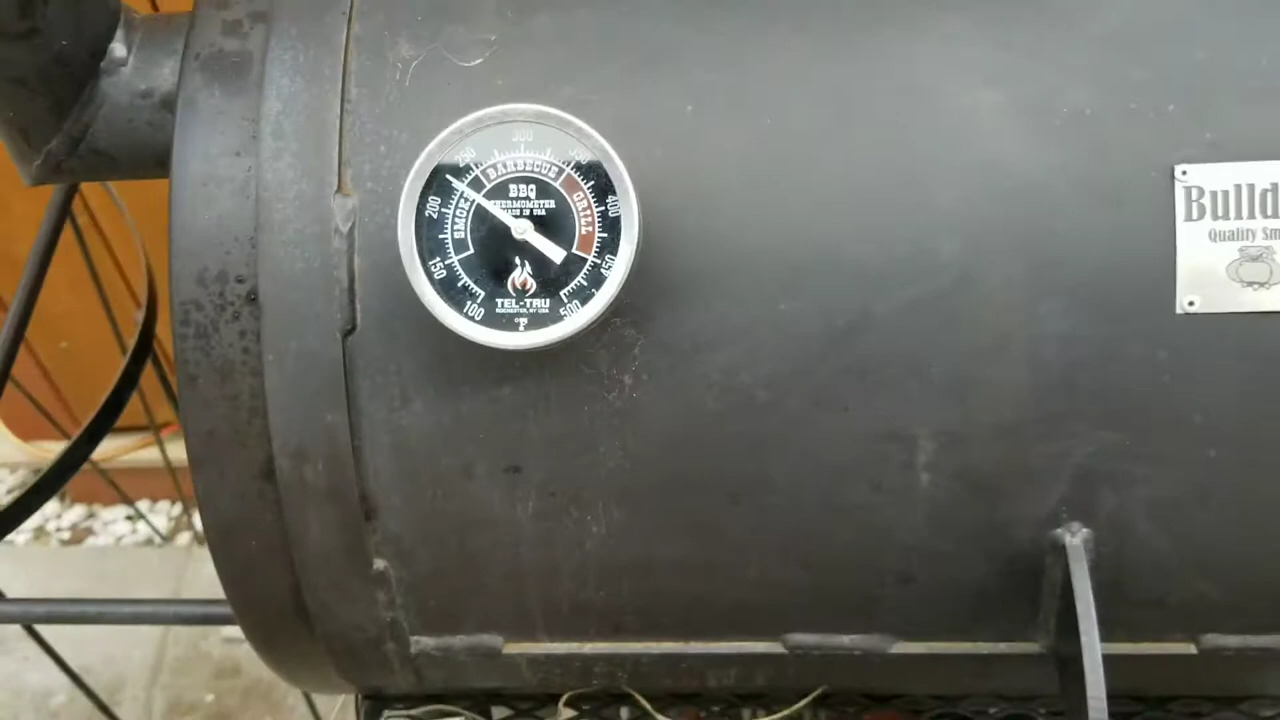 300
250
350
BARBECUE
200
BBQ
400
SMOKE
THERMOMETER
GRILL
MADE IN USA
150
450
100
TEL-TRU
500
ROCHESTER, NY USA
°F
Bulld
Quality Sm